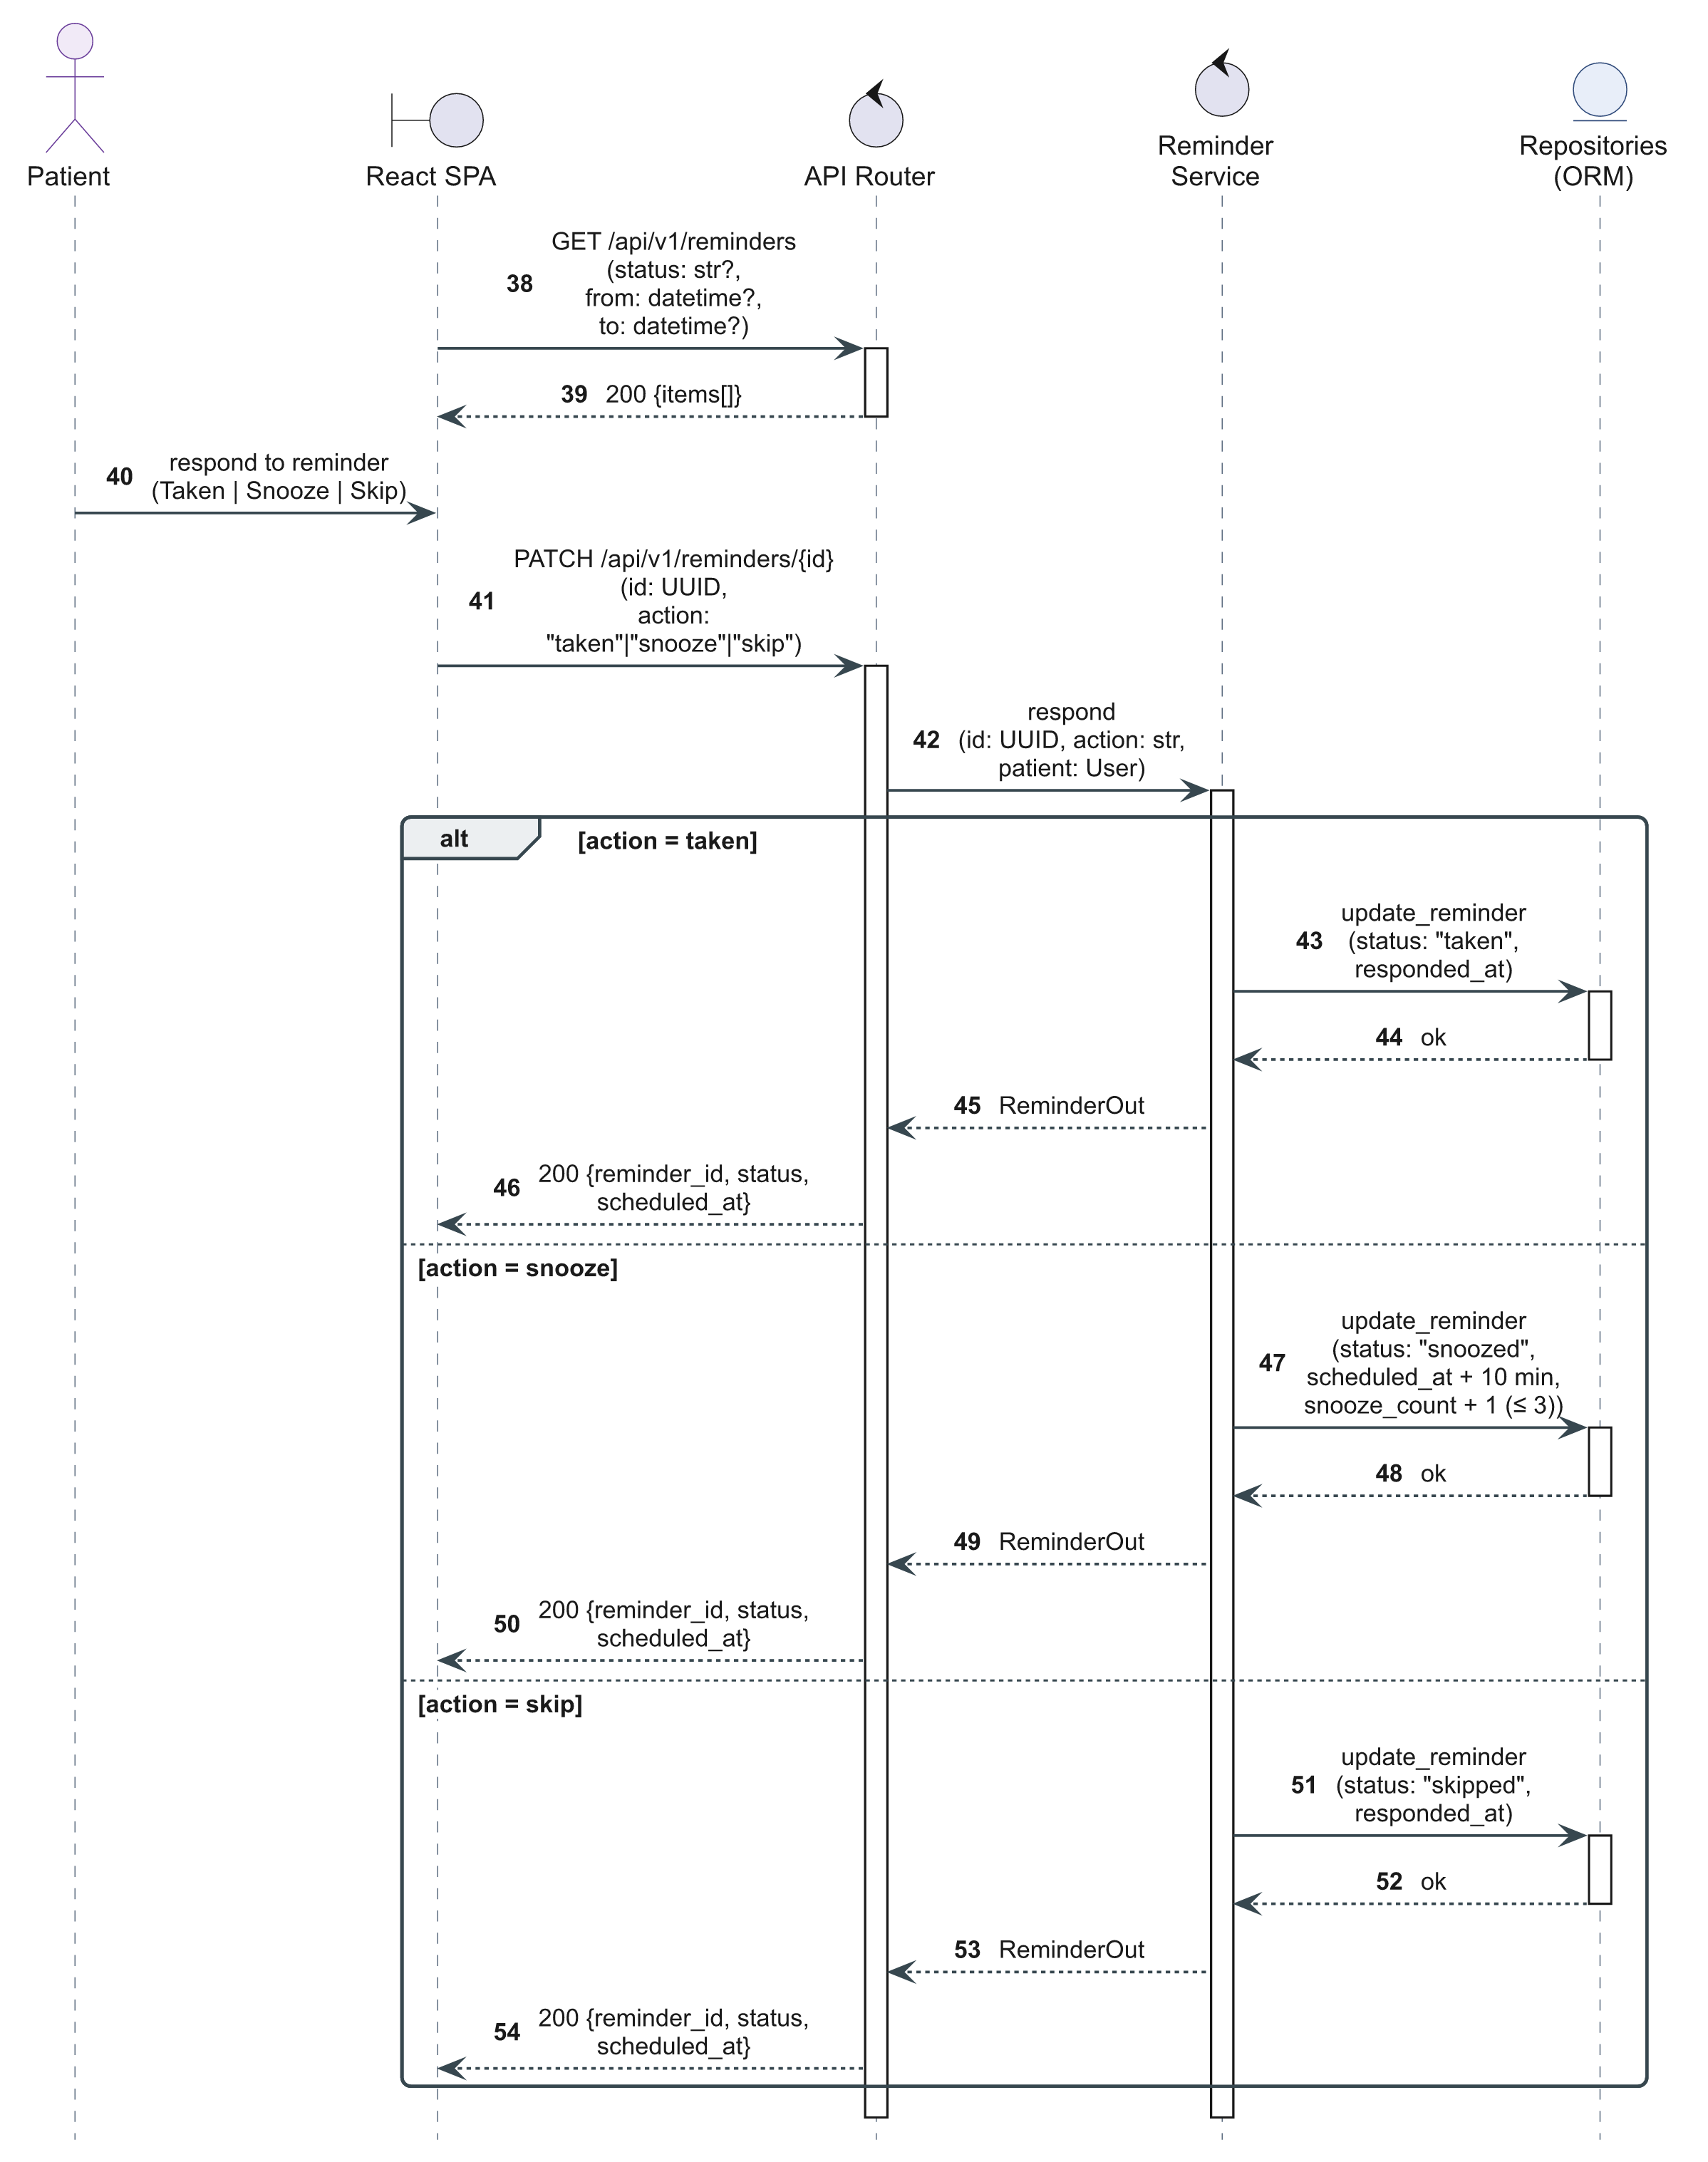 Patient
React SPA
API Router
Reminder
Service
Repositories
(ORM)
GET /api/v1/reminders
38
(status: str?,
from: datetime?,
to: datetime?)
39 200 {items[]}
respond to reminder
40
(Taken | Snooze | Skip)
PATCH /api/v1/reminders/{id}
(id: UUID,
41
action:
"taken"|"snooze"|"skip")
respond
42 (id: UUID, action: str,
patient: User)
alt [action = taken]
update_reminder
43 (status: "taken",
responded_at)
44 ok
45 ReminderOut
46 200 {reminder_id, status,
scheduled_at}
[action = snooze]
update_reminder
(status: "snoozed",
47
scheduled_at + 10 min,
snooze_count + 1 (≤ 3))
48 ok
49 ReminderOut
50 200 {reminder_id, status,
scheduled_at}
[action = skip]
update_reminder
51 (status: "skipped",
responded_at)
52 ok
53 ReminderOut
54 200 {reminder_id, status,
scheduled_at}